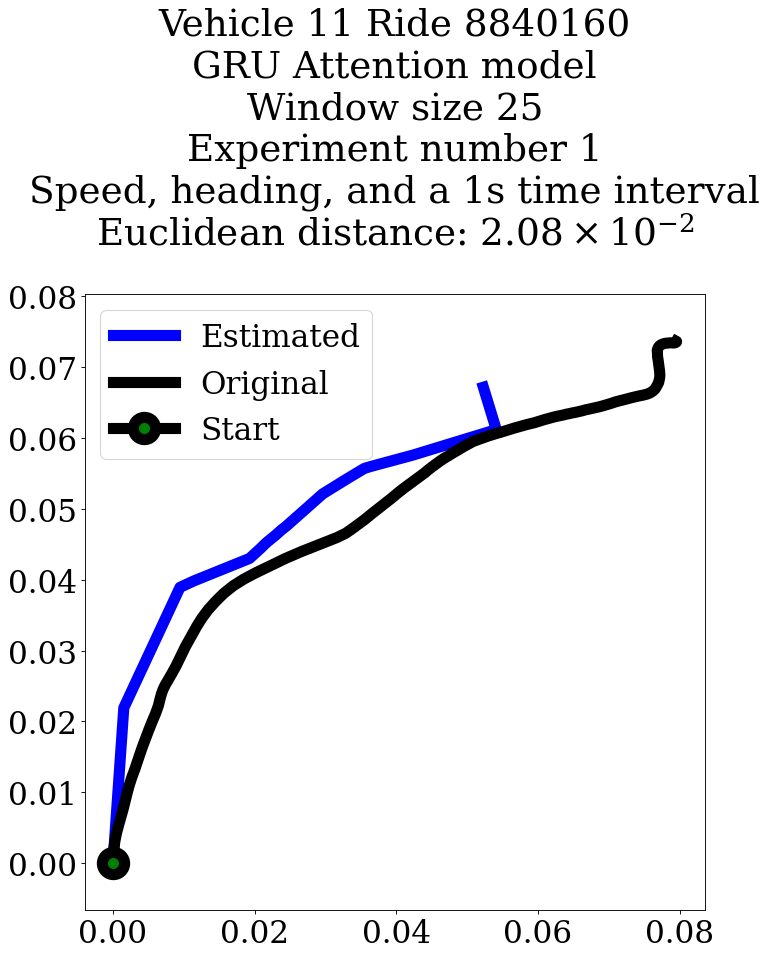 Vehicle 11 Ride 8840160
GRU Attention model
Window size 25
Experiment number 1
Speed, heading, and a 1s time interval
Euclidean distance: 2.08 × 10⁻²
0.08
0.07
0.06
0.05
0.04
0.03
0.02
0.01
0.00
Estimated
Original
Start
0.00 0.02 0.04 0.06 0.08